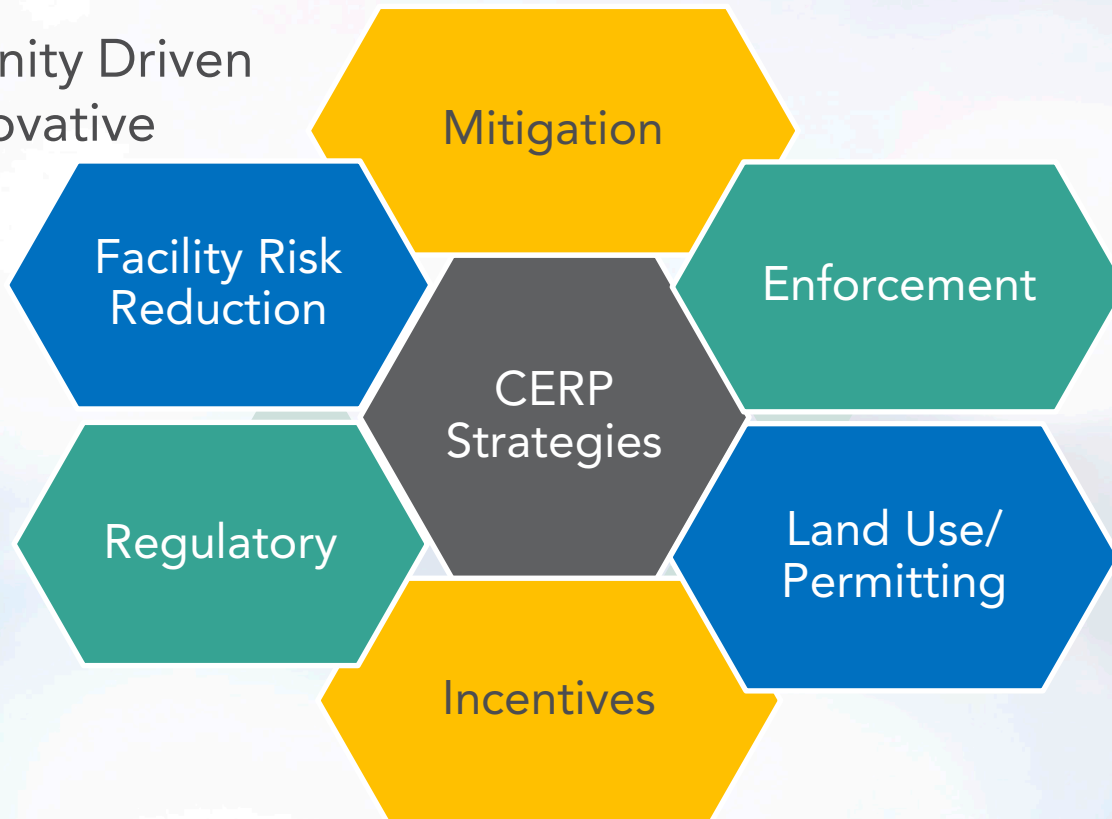 nity Driven
ovative
Mitigation
Facility Risk
Reduction
Enforcement
CERP
Strategies
Regulatory
Land Use/
Permitting
Incentives